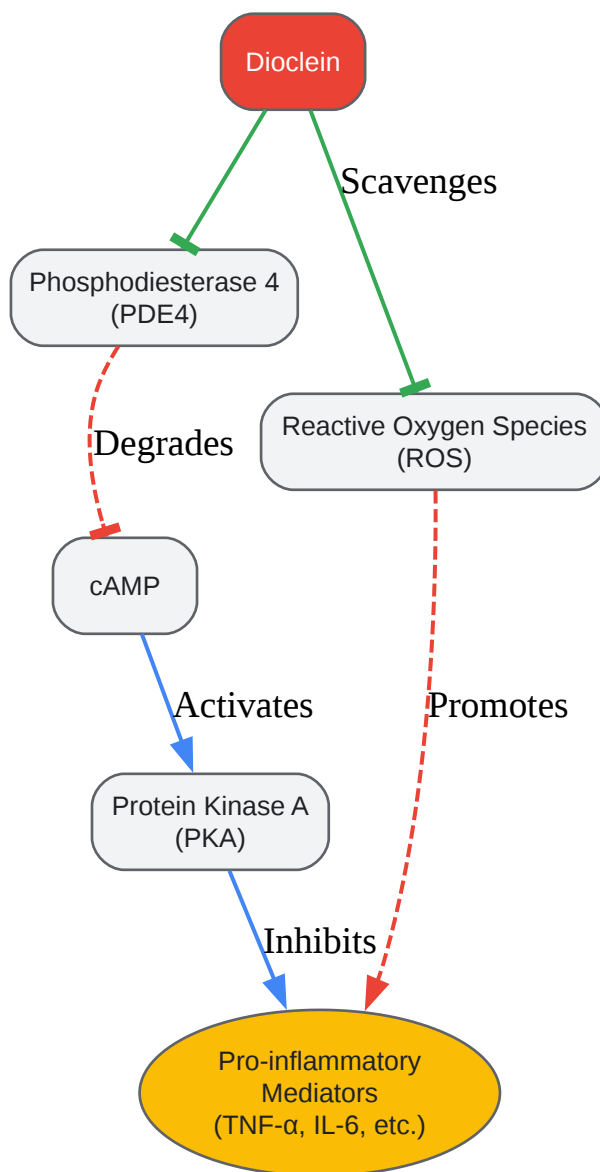 Dioclein
Scavenges
Phosphodiesterase 4
(PDE4)
Reactive Oxygen Species
(ROS)
Degrades
cAMP
Activates
Promotes
Protein Kinase A
(PKA)
Inhibits
Pro-inflammatory
Mediators
(TNF-α, IL-6, etc.)